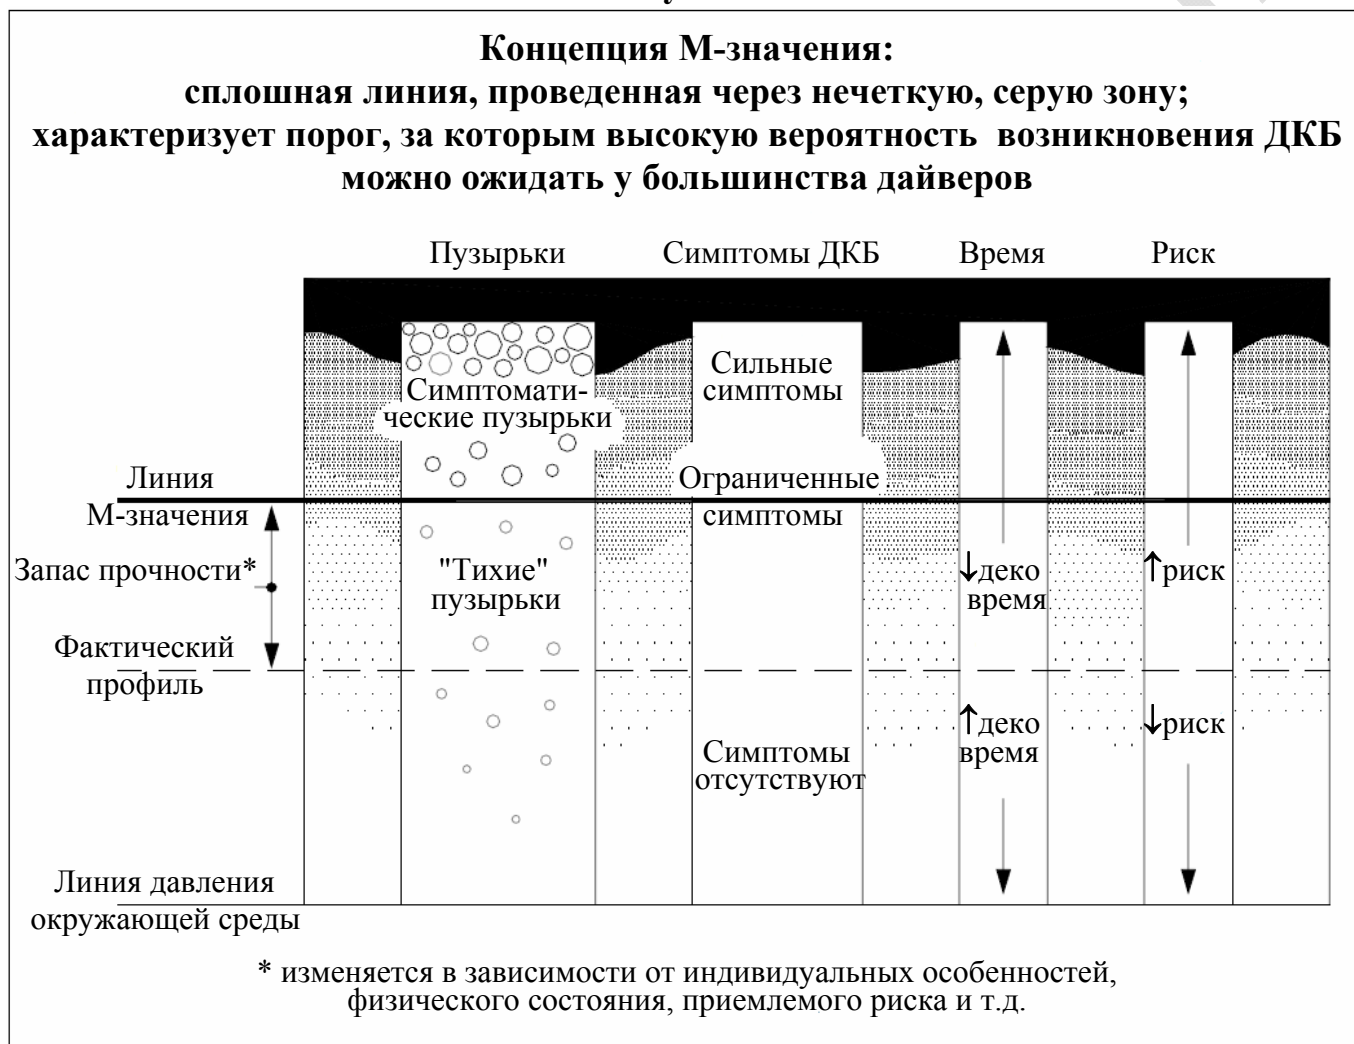 Концепция М-значения:
сплошная линия, проведенная через нечеткую, серую зону;
характеризует порог, за которым высокую вероятность возникновения ДКБ
можно ожидать у большинства дайверов
Пузырьки
Симптомы ДКБ
Время
Риск
Симптомати-
ческие пузырьки
Сильные
симптомы
Линия
М-значения
Ограниченные
симптомы
Запас прочности*
"Тихие"
пузырьки
↓деко
время
↑риск
Фактический
профиль
Симптомы
отсутствуют
↑деко
время
↓риск
Линия давления
окружающей среды
* изменяется в зависимости от индивидуальных особенностей,
физического состояния, приемлемого риска и т.д.